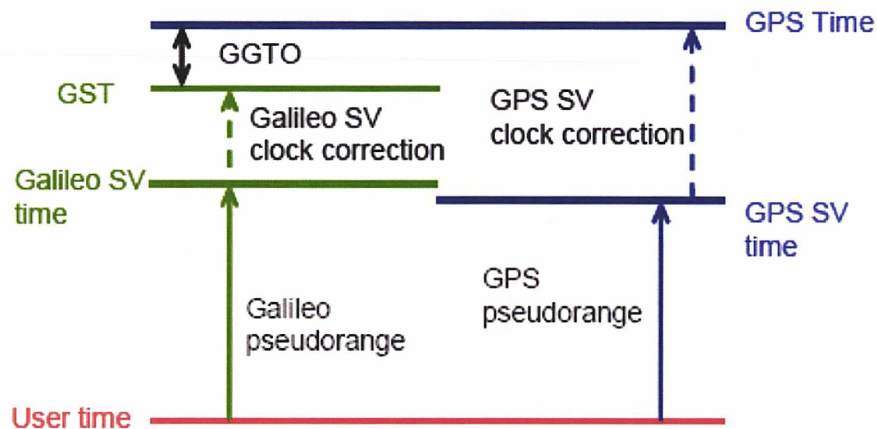 GPS Time
GGTO
GST
Galileo SV
clock correction
GPS SV
clock correction
Galileo SV
time
GPS SV
time
Galileo
pseudorange
GPS
pseudorange
User time